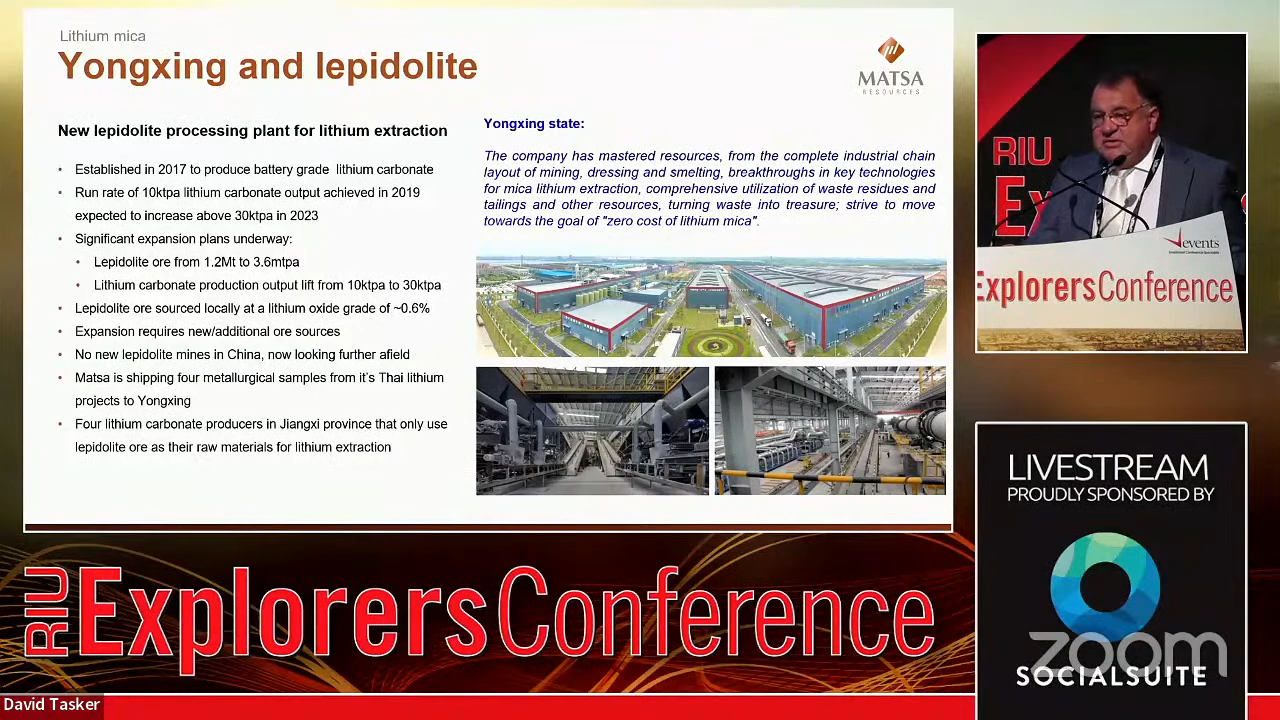 Lithium mica
Yongxing and lepidolite
MATSA
RESOURCES
New lepidolite processing plant for lithium extraction
• Established in 2017 to produce battery grade lithium carbonate
• Run rate of 10ktpa lithium carbonate output achieved in 2019
expected to increase above 30ktpa in 2023
• Significant expansion plans underway:
• Lepidolite ore from 1.2Mt to 3.6mtpa
• Lithium carbonate production output lift from 10ktpa to 30ktpa
• Lepidolite ore sourced locally at a lithium oxide grade of ~0.6%
• Expansion requires new/additional ore sources
• No new lepidolite mines in China, now looking further afield
• Matsa is shipping four metallurgical samples from it's Thai lithium
projects to Yongxing
• Four lithium carbonate producers in Jiangxi province that only use
lepidolite ore as their raw materials for lithium extraction
Yongxing state:
The company has mastered resources, from the complete industrial chain
layout of mining, dressing and smelting, breakthroughs in key technologies
for mica lithium extraction, comprehensive utilization of waste residues and
tailings and other resources, turning waste into treasure; strive to move
towards the goal of "zero cost of lithium mica".
RIU
Ex
events
ExplorersConference
LIVESTREAM
PROUDLY SPONSORED BY
zoom
SOCIALSUITE
RIU ExplorersConference
David Tasker